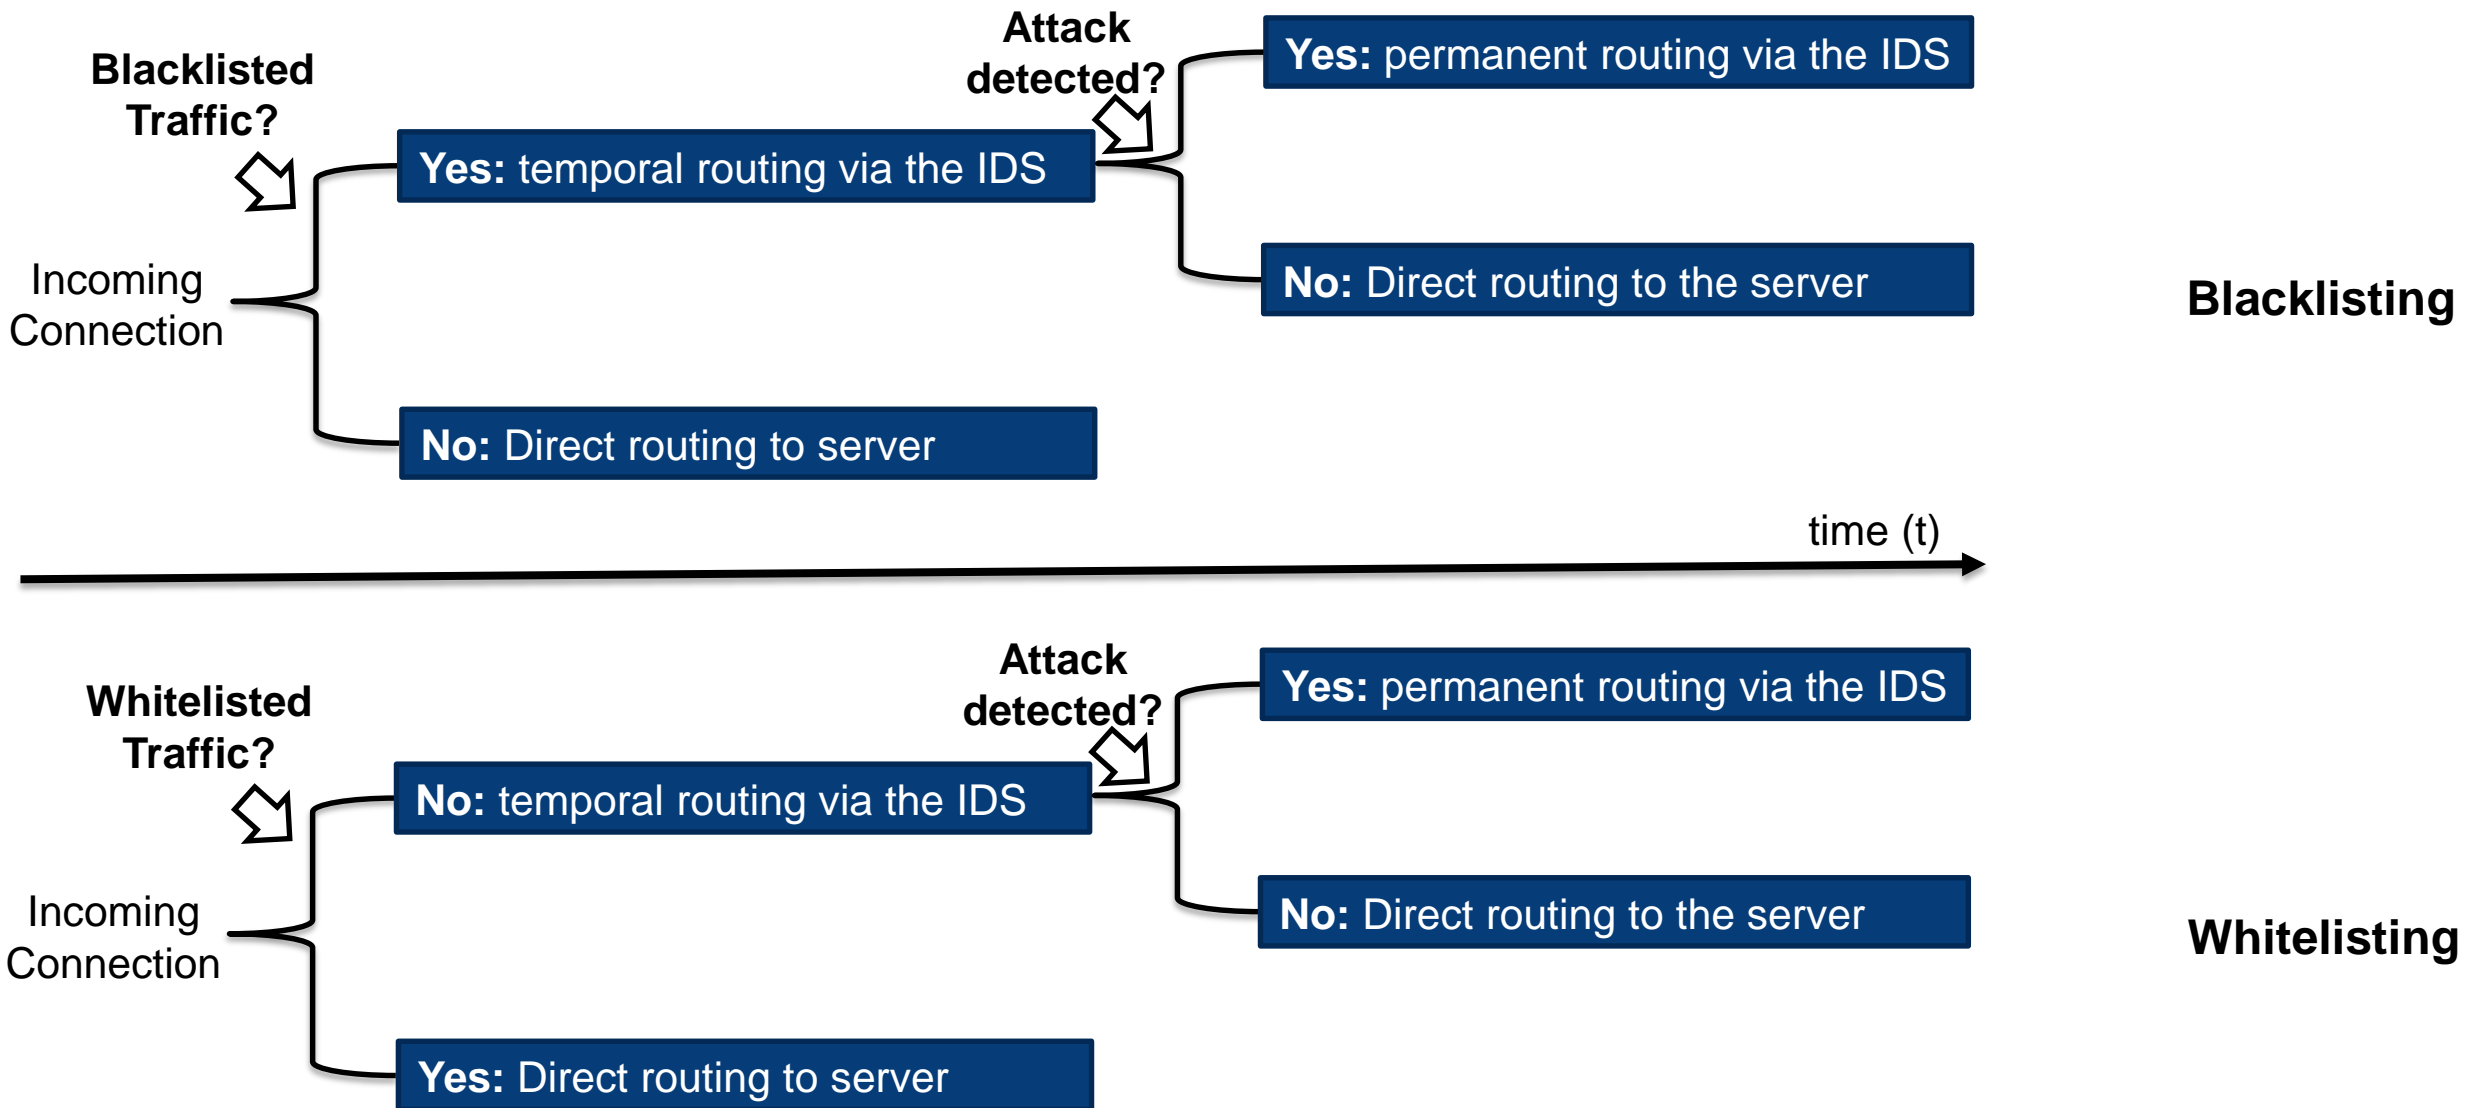 Blacklisted
Traffic?
Attack
detected?
Yes: permanent routing via the IDS
Yes: temporal routing via the IDS
Incoming
Connection
No: Direct routing to the server
Blacklisting
No: Direct routing to server
time (t)
Whitelisted
Traffic?
Attack
detected?
Yes: permanent routing via the IDS
No: temporal routing via the IDS
Incoming
Connection
No: Direct routing to the server
Whitelisting
Yes: Direct routing to server